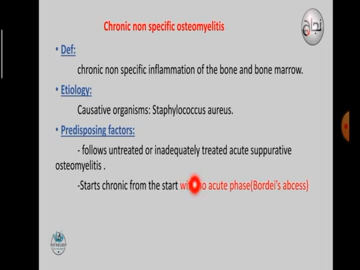 Chronic non specific osteomyelitis
نجاح
• Def:
chronic non specific inflammation of the bone and bone marrow.
• Etiology:
Causative organisms: Staphylococcus aureus.
• Predisposing factors:
- follows untreated or inadequately treated acute suppurative
osteomyelitis .
-Starts chronic from the start acute phase(Bordei's abcess)